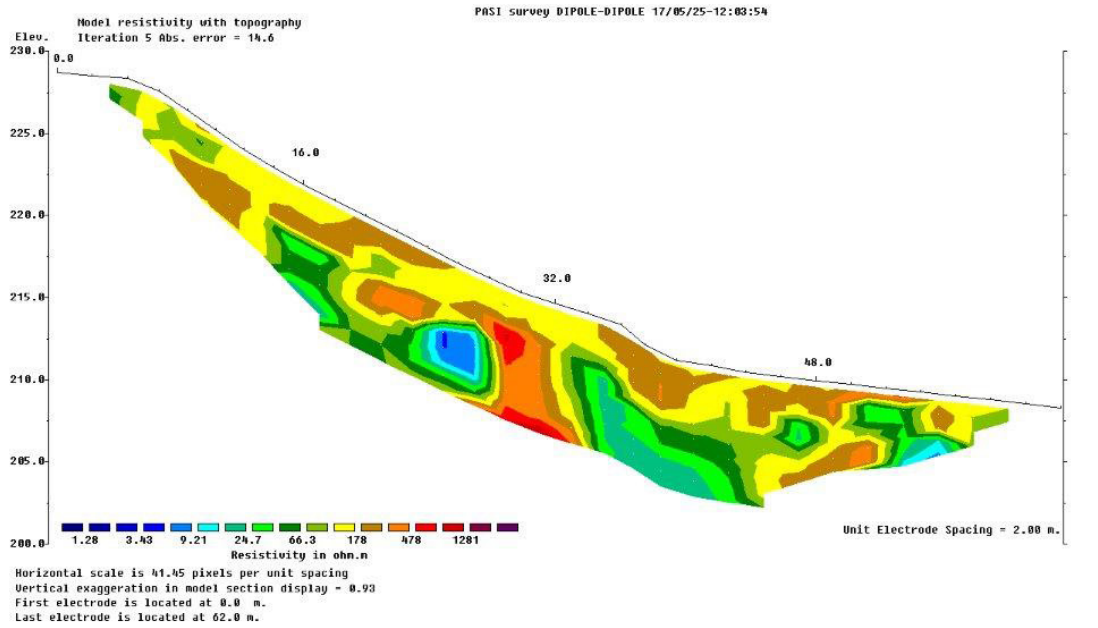 PASI survey DIPOLE-DIPOLE 17/05/25-12:03:54
Model resistivity with topography
Elev. Iteration 5 Abs. error = 14.6
230.0
0.0
225.0
16.0
220.0
215.0
32.0
210.0
48.0
205.0
200.0
1.28 3.43 9.21 24.7 66.3 178 478 1281
Unit Electrode Spacing = 2.00 m.
Resistivity in ohm.m
Horizontal scale is 41.45 pixels per unit spacing
Vertical exaggeration in model section display = 0.93
First electrode is located at 0.0 m.
Last electrode is located at 62.0 m.